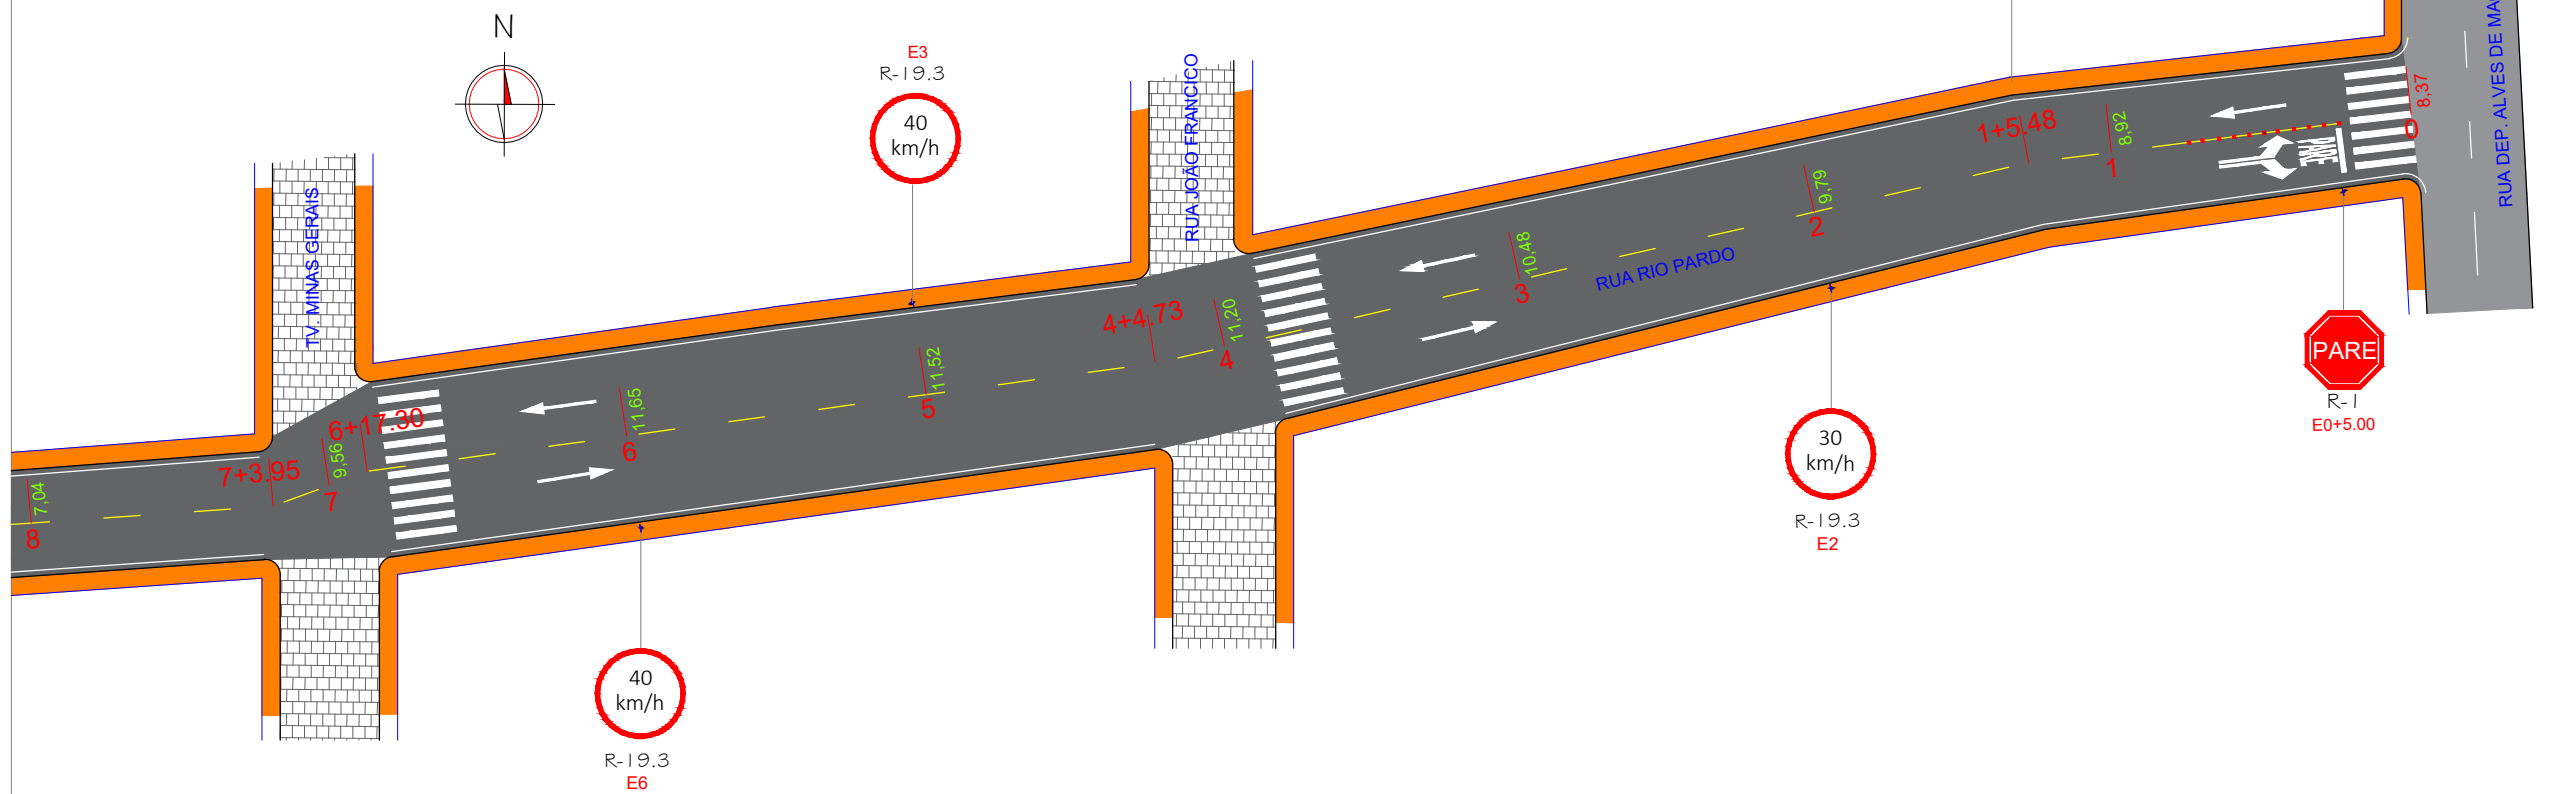 N
E3
R-19.3
40
km/h
TV. MINAS GERAIS
RUA JOÃO FRANCICO
RUA DEP. ALVES DE MA
8,37
0
PARE
8,92
1
1+5.48
9,79
2
RUA RIO PARDO
10,48
3
11,20
4
4+4.73
11,52
5
11,65
6
6+17.30
9,56
7
7+3.95
7,04
8
PARE
R-1
E0+5.00
30
km/h
R-19.3
E2
40
km/h
R-19.3
E6